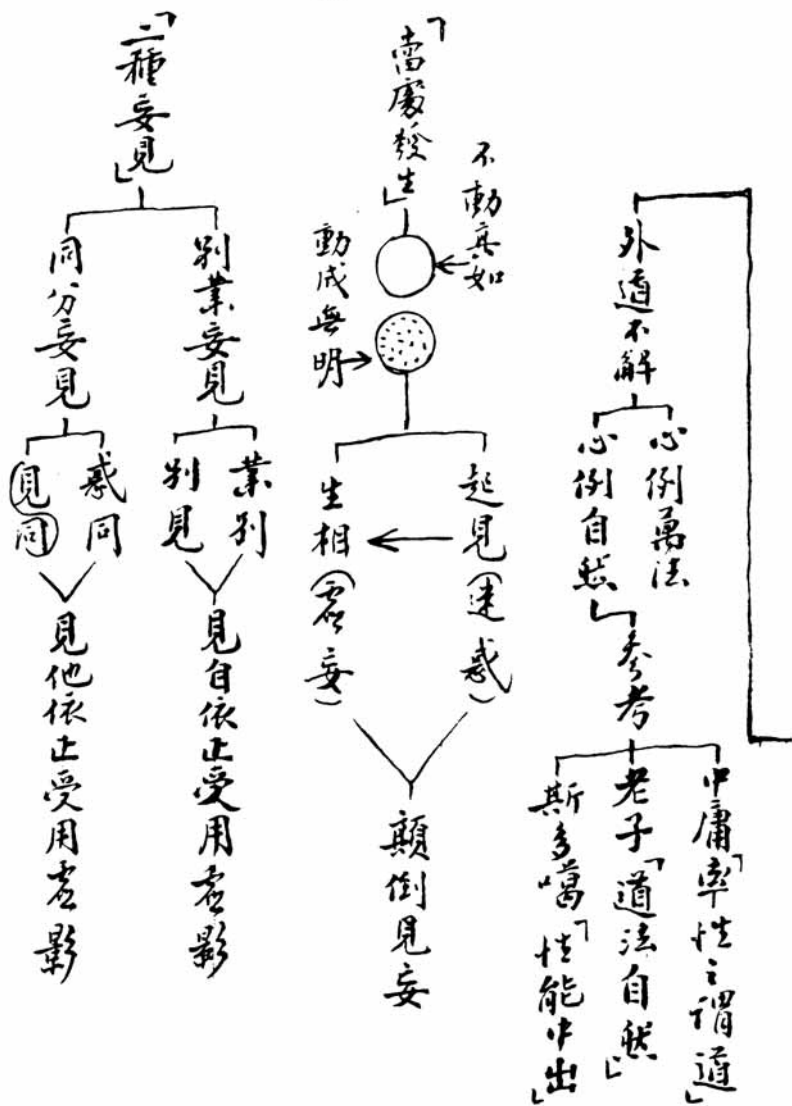 外道不解
心例萬法
心例自然」
參考
中庸「率性之謂道」
老子「道法自然」
斯多噶「性能中出」
「當處發生」
不動真如
動成無明
起見(迷惑)
生相(虛妄)
顛倒見妄
「二種妄見」
別業妄見
業別
別見
見自依止受用虛影
同分妄見
惑同
見同
見他依止受用虛影